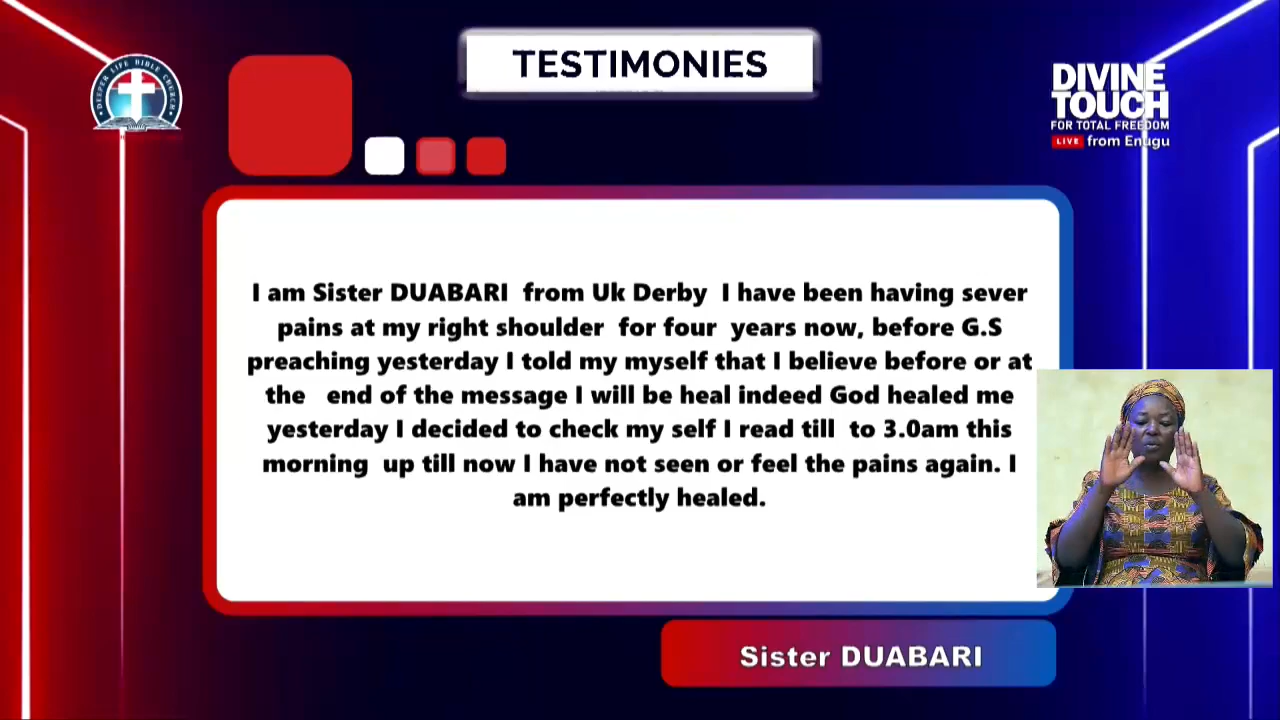 TESTIMONIES
DEEPER LIFE BIBLE CHURCH
DIVINE
TOUCH
FOR TOTAL FREEDOM
LIVE from Enugu
I am Sister DUABARI from Uk Derby I have been having sever
pains at my right shoulder for four years now, before G.S
preaching yesterday I told my myself that I believe before or at
the end of the message I will be heal indeed God healed me
yesterday I decided to check my self I read till to 3.0am this
morning up till now I have not seen or feel the pains again. I
am perfectly healed.
Sister DUABARI